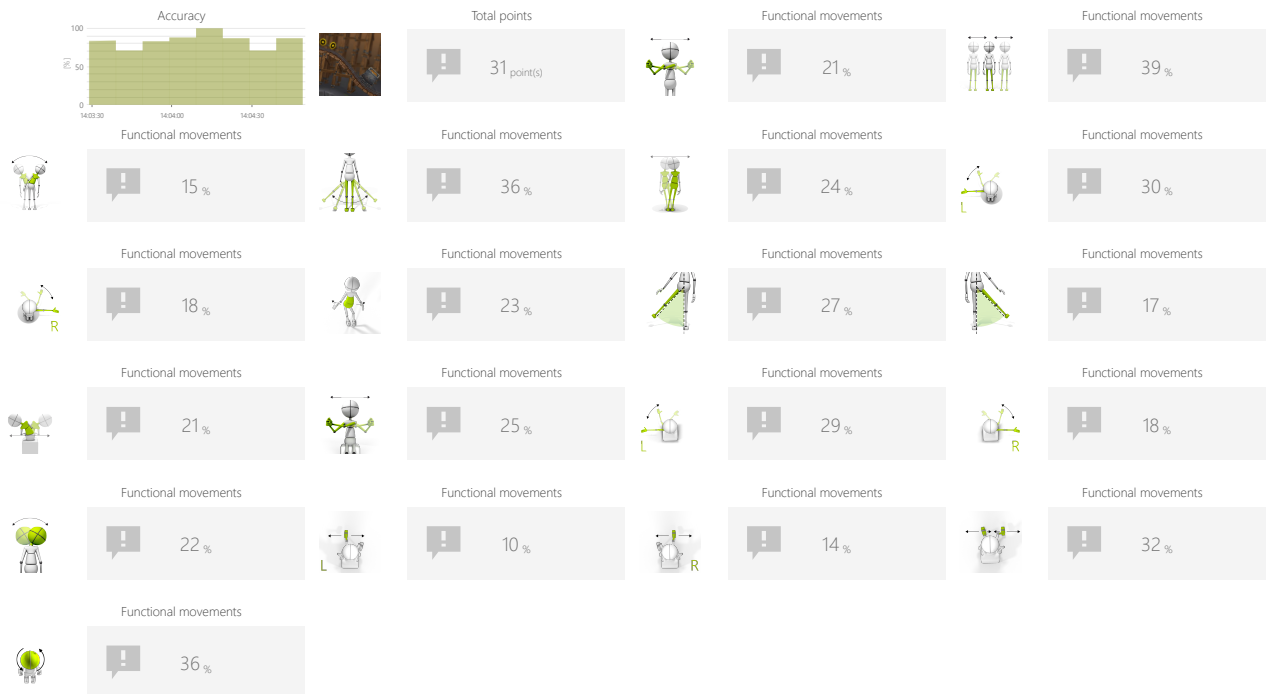 Accuracy
Total points
Functional movements
Functional movements
100
[%]
50
0
14:03:30
14:04:00
14:04:30
31 point(s)
21 %
39 %
Functional movements
Functional movements
Functional movements
Functional movements
15 %
36 %
24 %
L
30 %
Functional movements
Functional movements
Functional movements
Functional movements
R
18 %
23 %
27 %
17 %
Functional movements
Functional movements
Functional movements
Functional movements
21 %
25 %
L
29 %
R
18 %
Functional movements
Functional movements
Functional movements
Functional movements
22 %
L
10 %
R
14 %
32 %
Functional movements
36 %